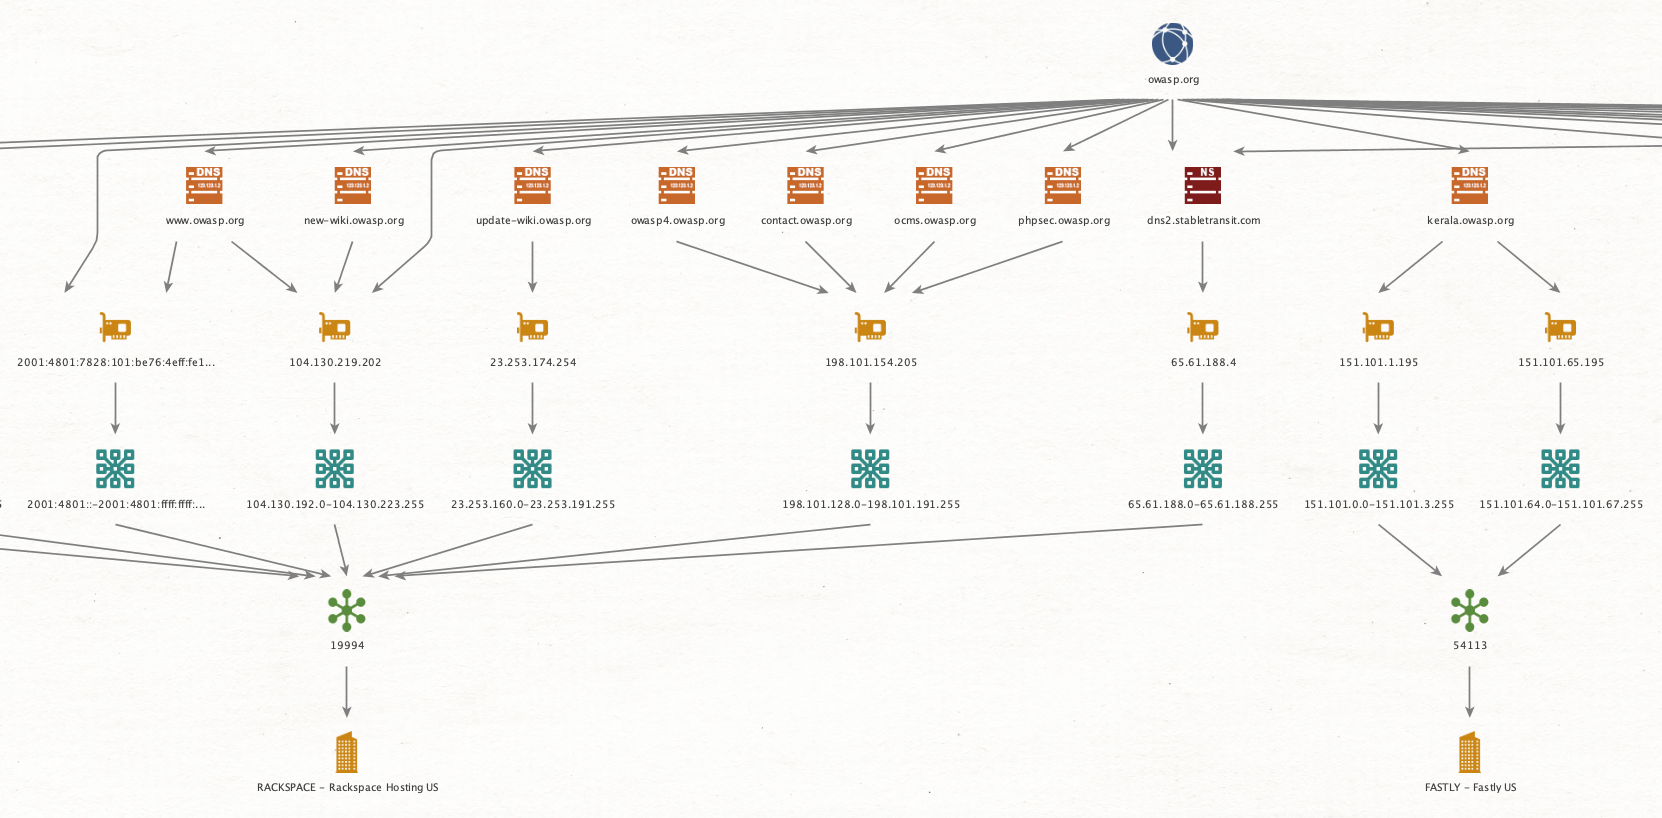 owasp.org
DNS
DNS
DNS
DNS
DNS
DNS
DNS
NS
DNS
www.owasp.org
new-wiki.owasp.org
update-wiki.owasp.org
owasp4.owasp.org
contact.owasp.org
ocms.owasp.org
phpsec.owasp.org
dns2.stabletransit.com
kerala.owasp.org
2001:4801:7828:101:be76:4eff:fe1...
104.130.219.202
23.253.174.254
198.101.154.205
65.61.188.4
151.101.1.195
151.101.65.195
2001:4801::-2001:4801:ffff:ffff:...
104.130.192.0-104.130.223.255
23.253.160.0-23.253.191.255
198.101.128.0-198.101.191.255
65.61.188.0-65.61.188.255
151.101.0.0-151.101.3.255
151.101.64.0-151.101.67.255
19994
54113
RACKSPACE - Rackspace Hosting US
FASTLY - Fastly US